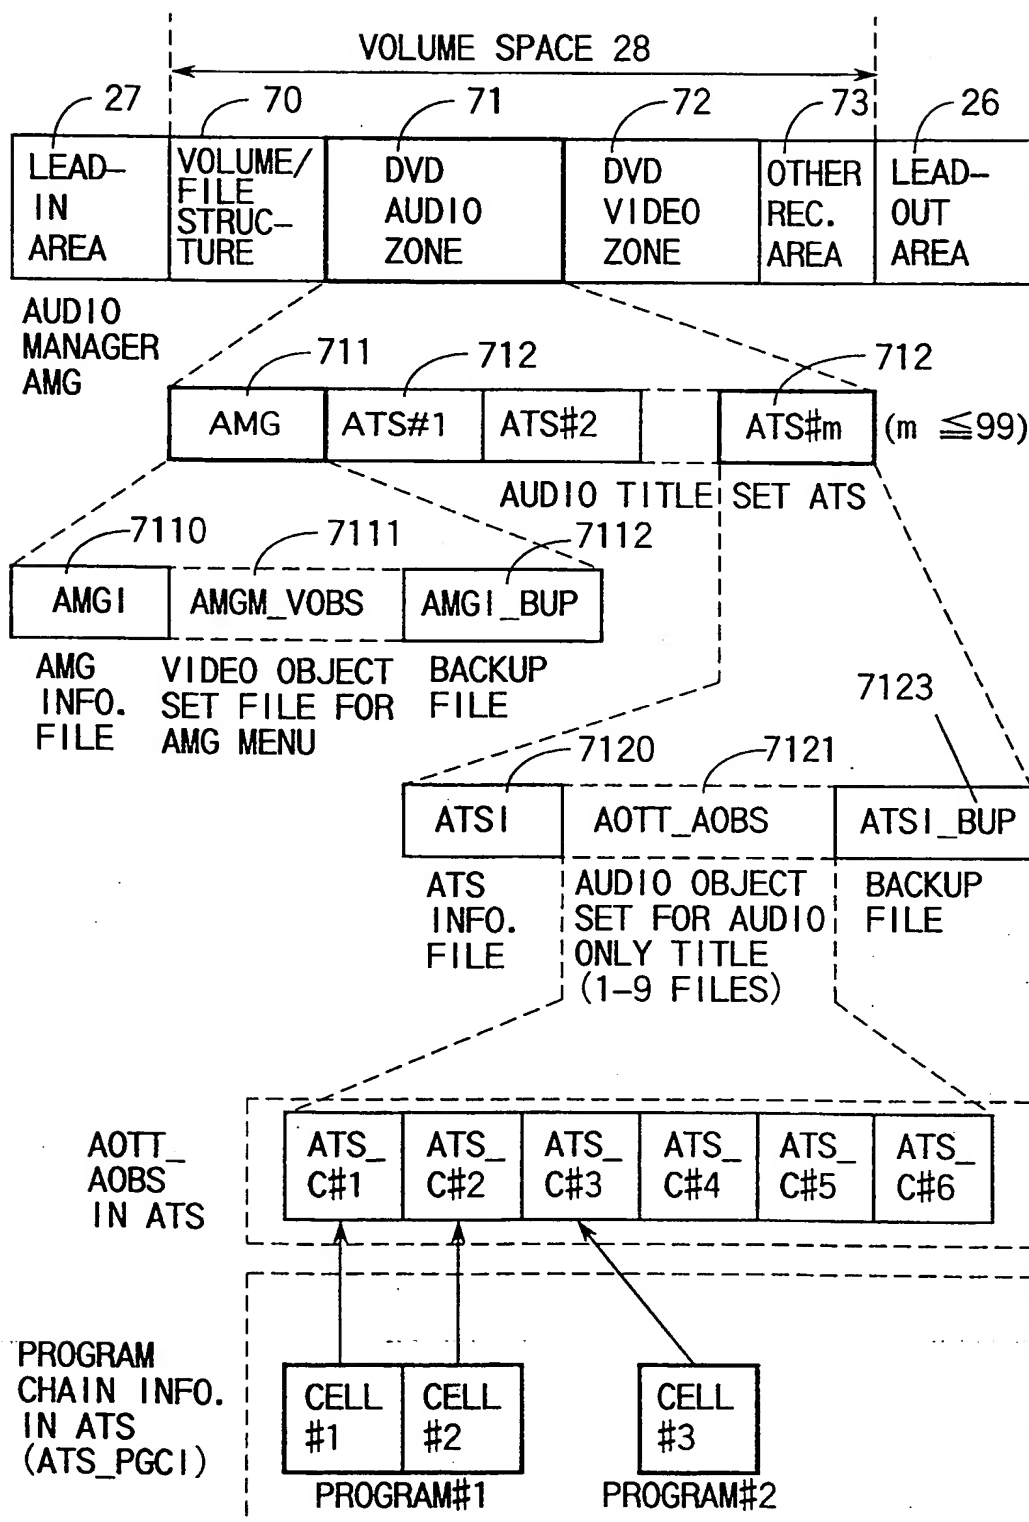 VOLUME SPACE 28
27
70
71
72
73
26
LEAD-
IN
AREA
VOLUME/
FILE
STRUC-
TURE
DVD
AUDIO
ZONE
DVD
VIDEO
ZONE
OTHER
REC.
AREA
LEAD-
OUT
AREA
AUDIO
MANAGER
AMG
711
712
712
AMG
ATS#1
ATS#2
ATS#m
(m ≦99)
AUDIO TITLE SET ATS
7110
7111
7112
AMGI
AMGM_VOBS
AMGI_BUP
AMG
INFO.
FILE
VIDEO OBJECT
SET FILE FOR
AMG MENU
BACKUP
FILE
7123
7120
7121
ATSI
AOTT_AOBS
ATSI_BUP
ATS
INFO.
FILE
AUDIO OBJECT
SET FOR AUDIO
ONLY TITLE
(1-9 FILES)
BACKUP
FILE
AOTT_
AOBS
IN ATS
ATS_
C#1
ATS_
C#2
ATS_
C#3
ATS_
C#4
ATS_
C#5
ATS_
C#6
PROGRAM
CHAIN INFO.
IN ATS
(ATS_PGCI)
CELL
#1
CELL
#2
CELL
#3
PROGRAM#1
PROGRAM#2